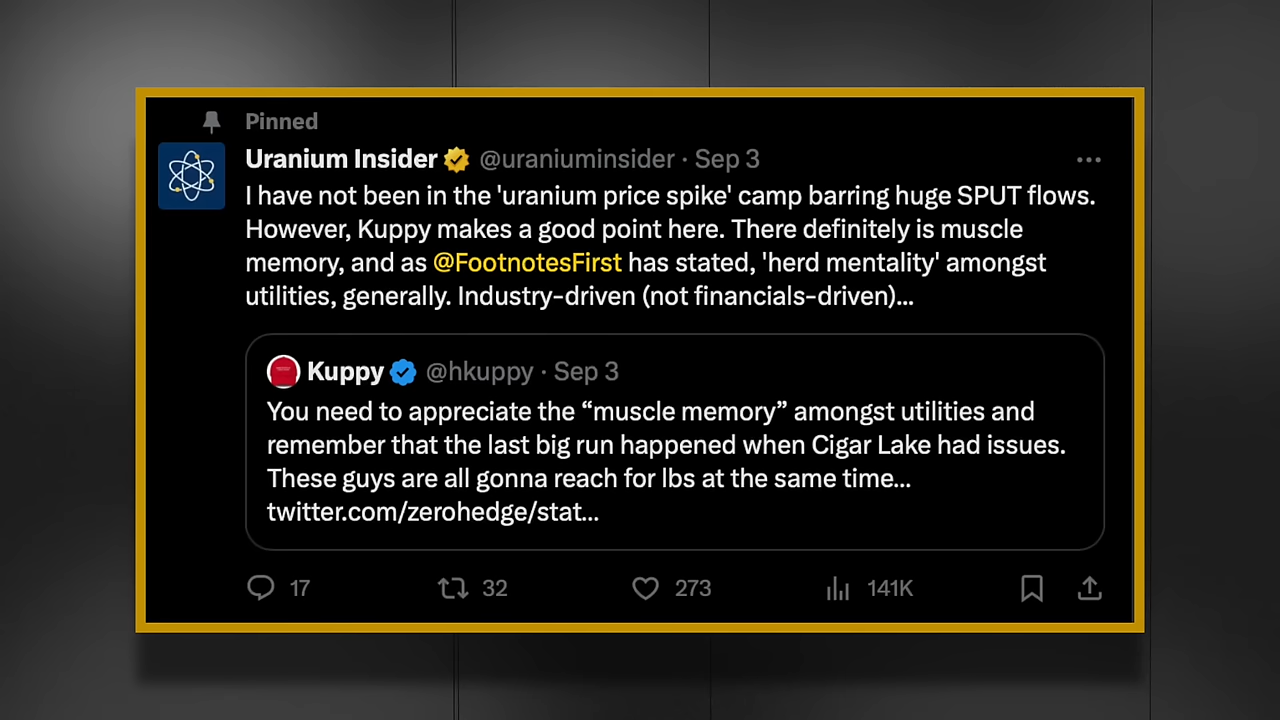 Pinned
Uranium Insider @uraniuminsider · Sep 3
I have not been in the 'uranium price spike' camp barring huge SPUT flows.
However, Kuppy makes a good point here. There definitely is muscle
memory, and as @FootnotesFirst has stated, 'herd mentality' amongst
utilities, generally. Industry-driven (not financials-driven)...
Kuppy @hkuppy · Sep 3
You need to appreciate the “muscle memory” amongst utilities and
remember that the last big run happened when Cigar Lake had issues.
These guys are all gonna reach for lbs at the same time...
twitter.com/zerohedge/stat...
17 32 273 141K